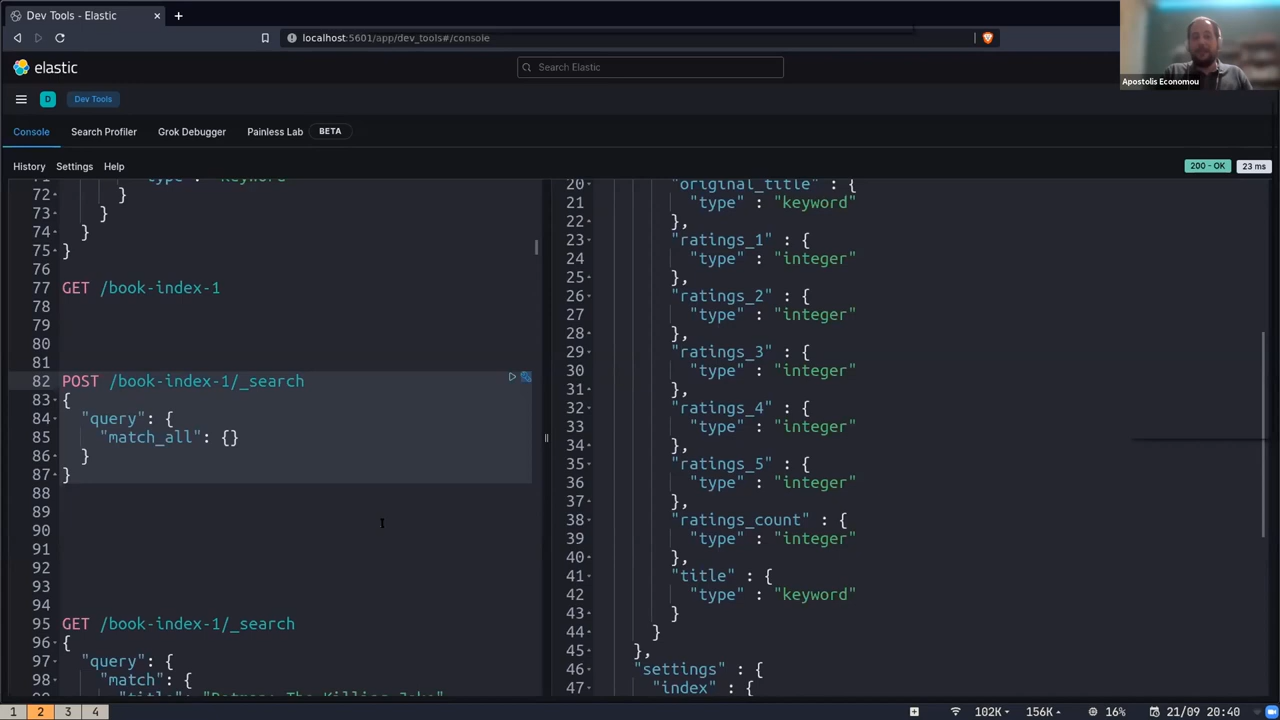 Dev Tools - Elastic
localhost:5601/app/dev_tools#/console
Apostolis Economou
elastic
Search Elastic
D
Dev Tools
Console
Search Profiler
Grok Debugger
Painless Lab
BETA
History
Settings
Help
200 - OK
23 ms
72 }
73 }
74 }
75 }
76
77 GET /book-index-1
78
79
80
81
82 POST /book-index-1/_search
83 {
84 "query": {
85 "match_all": {}
86 }
87 }
88
89
90
91
92
93
94
95 GET /book-index-1/_search
96 {
97 "query": {
98 "match": {
20 "original_title" : {
21 "type" : "keyword"
22 },
23 "ratings_1" : {
24 "type" : "integer"
25 },
26 "ratings_2" : {
27 "type" : "integer"
28 },
29 "ratings_3" : {
30 "type" : "integer"
31 },
32 "ratings_4" : {
33 "type" : "integer"
34 },
35 "ratings_5" : {
36 "type" : "integer"
37 },
38 "ratings_count" : {
39 "type" : "integer"
40 },
41 "title" : {
42 "type" : "keyword"
43 }
44 }
45 },
46 "settings" : {
47 "index" : {
1 2 3 4
102K 156K 16% 21/09 20:40